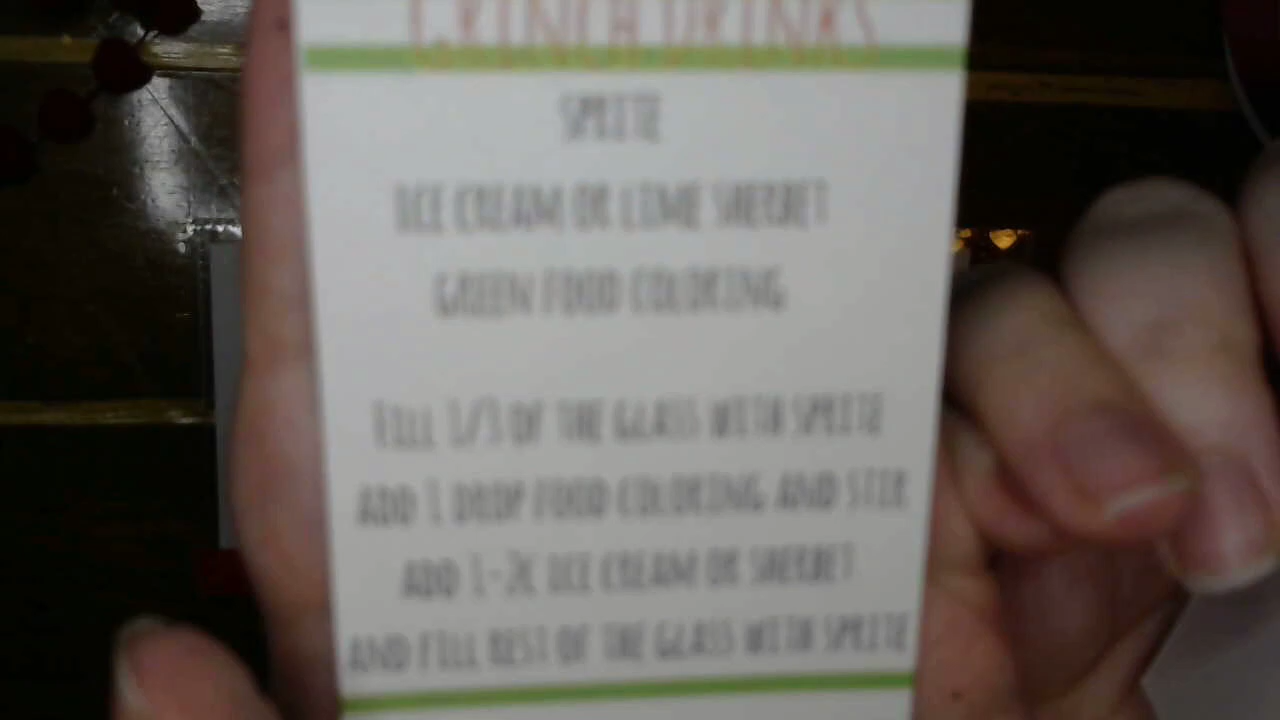 GRINCH DRINKS
SPRITE
ICE CREAM OR LIME SHERBET
GREEN FOOD COLORING
FILL 1/3 OF THE GLASS WITH SPRITE
ADD 1 DROP FOOD COLORING AND STIR
ADD 1-2C ICE CREAM OR SHERBET
AND FILL REST OF THE GLASS WITH SPRITE